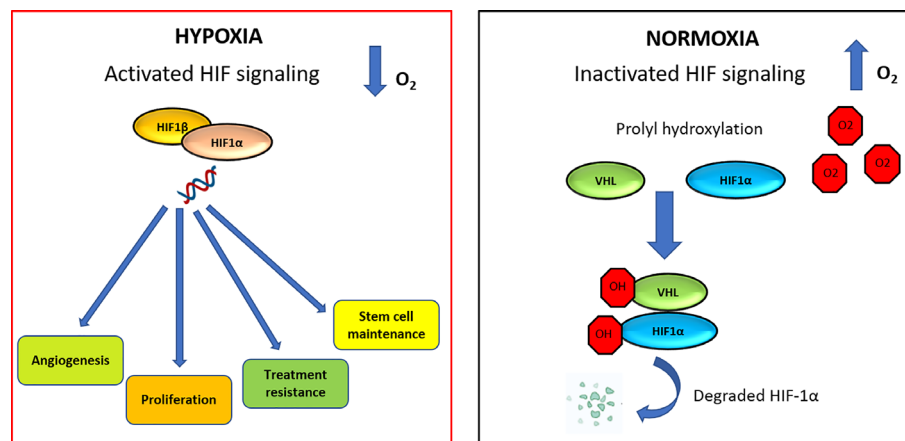 HYPOXIA
Activated HIF signaling
O₂
HIF1β
HIF1α
Angiogenesis
Proliferation
Treatment
resistance
Stem cell
maintenance
NORMOXIA
Inactivated HIF signaling
O₂
Prolyl hydroxylation
O2
O2
O2
VHL
HIF1α
OH
VHL
OH
HIF1α
Degraded HIF-1α